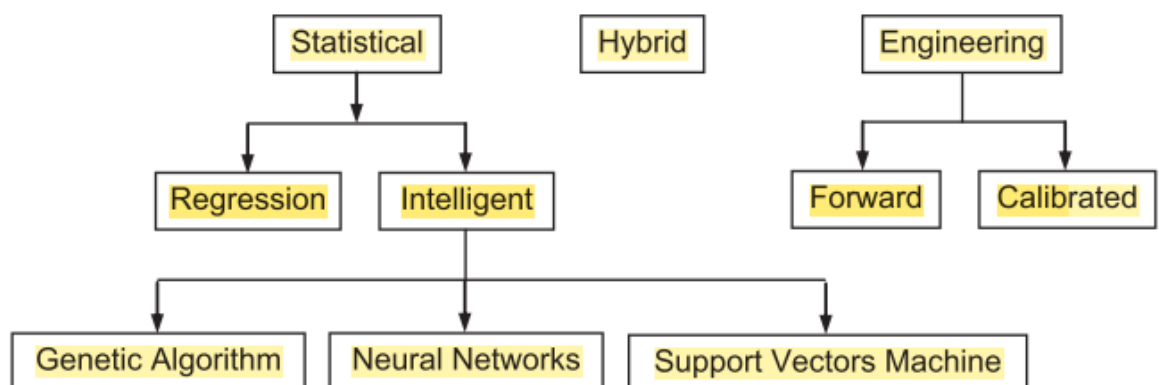 Statistical
Hybrid
Engineering
Regression
Intelligent
Forward
Calibrated
Genetic Algorithm
Neural Networks
Support Vectors Machine